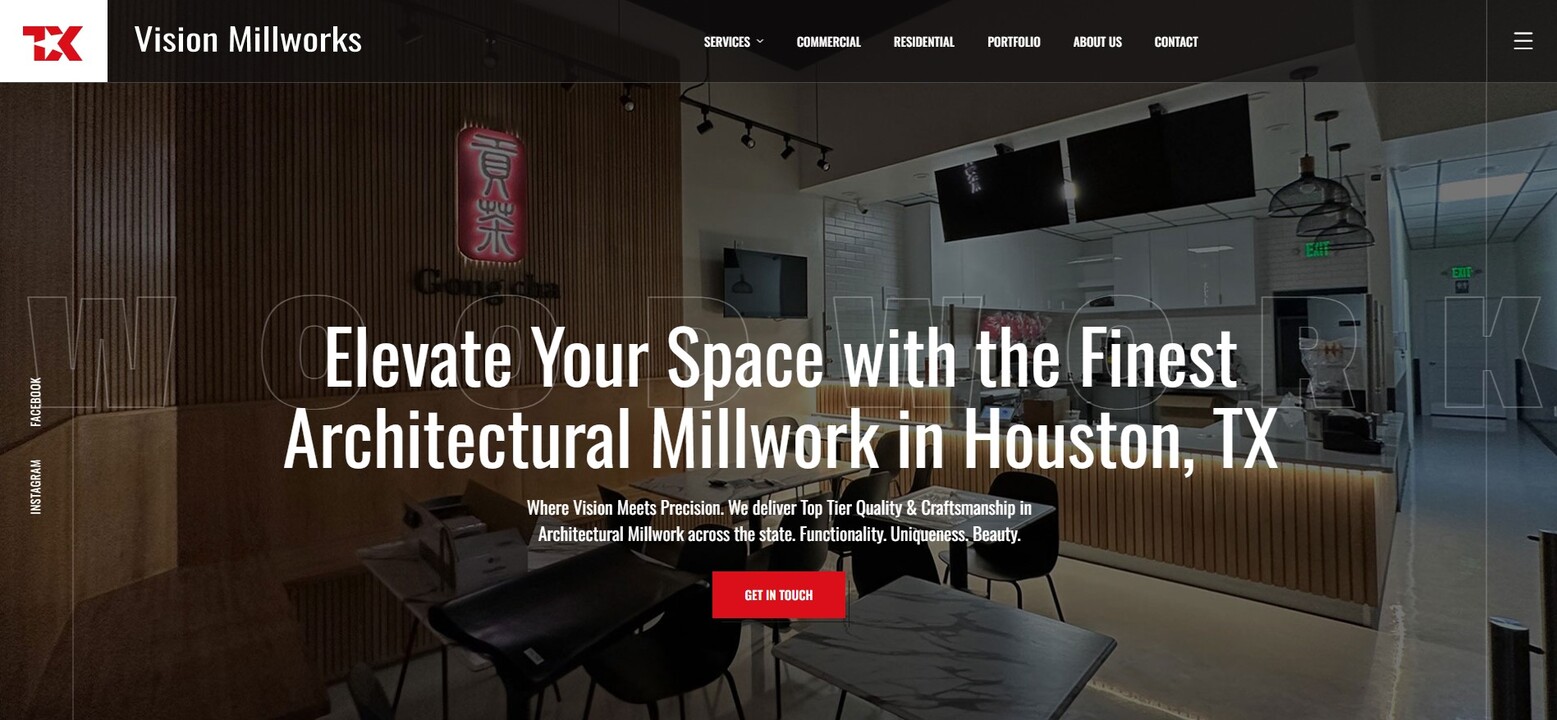 TX
Vision Millworks
SERVICES
COMMERCIAL
RESIDENTIAL
PORTFOLIO
ABOUT US
CONTACT
貢茶
Gong cha
EXIT
EXIT
WOODWORK
Elevate Your Space with the Finest
Architectural Millwork in Houston, TX
FACEBOOK
INSTAGRAM
Where Vision Meets Precision. We deliver Top Tier Quality & Craftsmanship in
Architectural Millwork across the state. Functionality. Uniqueness. Beauty.
GET IN TOUCH